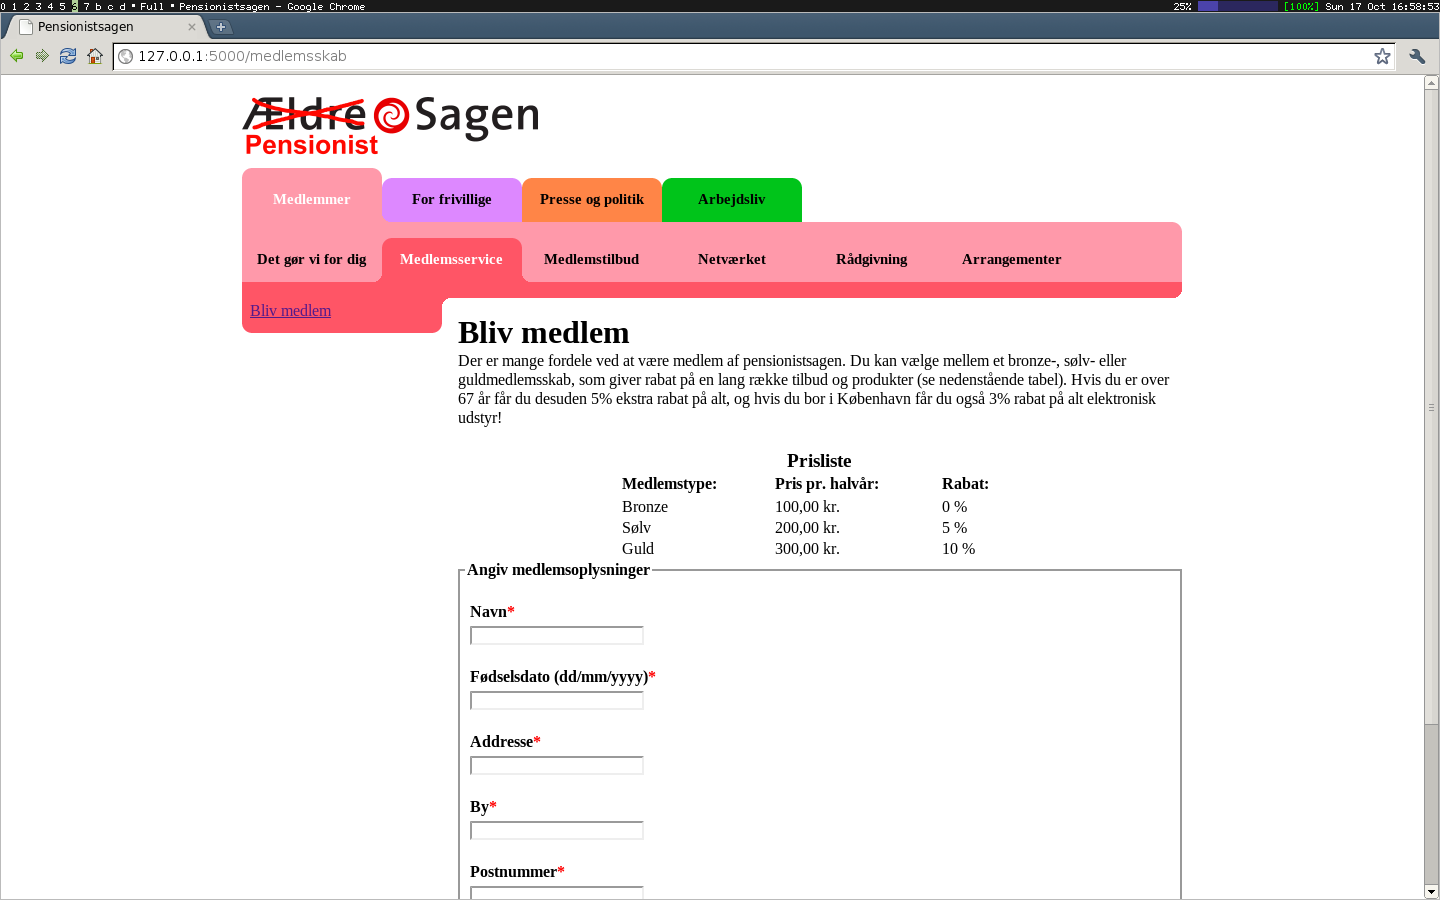 0 1 2 3 4 5 6 7 b c d • Full • Pensionistsagen - Google Chrome 25% [100%] Sun 17 Oct 16:58:53
Pensionistsagen
127.0.0.1:5000/medlemsskab
Ældre Sagen
Pensionist
Medlemmer For frivillige Presse og politik Arbejdsliv
Det gør vi for dig Medlemsservice Medlemstilbud Netværket Rådgivning Arrangementer
Bliv medlem
Bliv medlem
Der er mange fordele ved at være medlem af pensionistsagen. Du kan vælge mellem et bronze-, sølv- eller
guldmedlemsskab, som giver rabat på en lang række tilbud og produkter (se nedenstående tabel). Hvis du er over
67 år får du desuden 5% ekstra rabat på alt, og hvis du bor i København får du også 3% rabat på alt elektronisk
udstyr!
Prisliste
Medlemstype: Pris pr. halvår: Rabat:
Bronze 100,00 kr. 0 %
Sølv 200,00 kr. 5 %
Guld 300,00 kr. 10 %
Angiv medlemsoplysninger
Navn*
Fødselsdato (dd/mm/yyyy)*
Addresse*
By*
Postnummer*